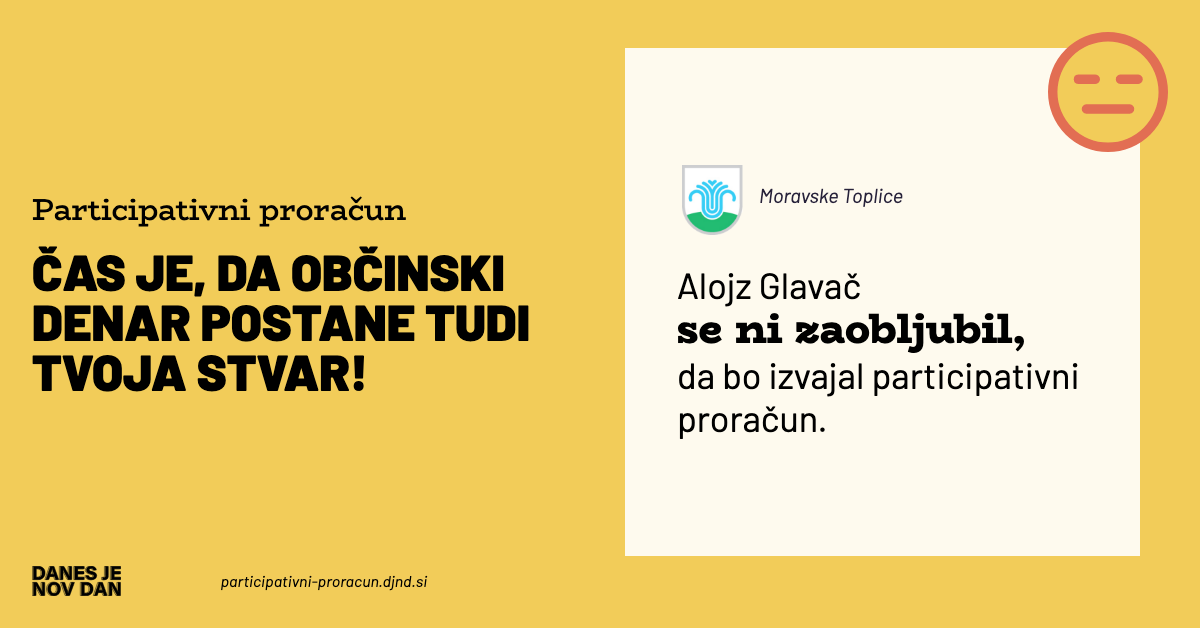 Participativni proračun
ČAS JE, DA OBČINSKI
DENAR POSTANE TUDI
TVOJA STVAR!
DANES JE
NOV DAN
participativni-proracun.djnd.si
Moravske Toplice
Alojz Glavač
se ni zaobljubil,
da bo izvajal participativni
proračun.